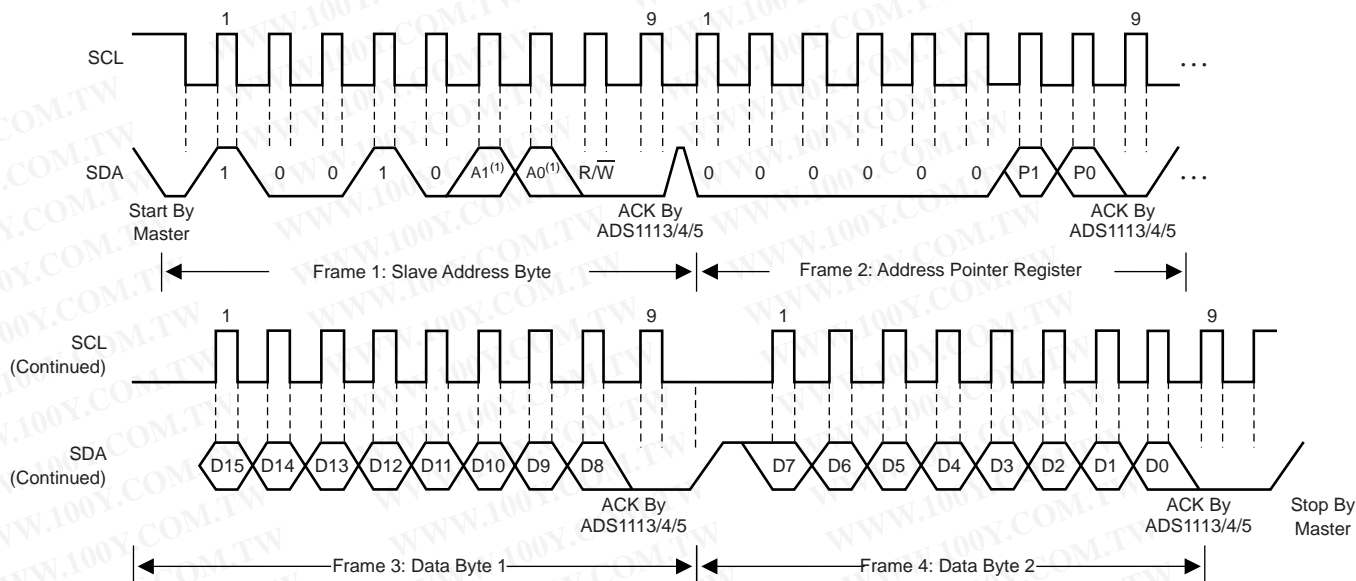 1 9 1 9
SCL
...
SDA
1 0 0 1 0 A1(1) A0(1) R/W̅ 0 0 0 0 0 0 P1 P0
...
Start By
Master
ACK By
ADS1113/4/5
ACK By
ADS1113/4/5
Frame 1: Slave Address Byte
Frame 2: Address Pointer Register
1 9 1 9
SCL
(Continued)
SDA
(Continued)
D15 D14 D13 D12 D11 D10 D9 D8 D7 D6 D5 D4 D3 D2 D1 D0
ACK By
ADS1113/4/5
ACK By
ADS1113/4/5
Stop By
Master
Frame 3: Data Byte 1
Frame 4: Data Byte 2
WWW.100Y.COM.TW